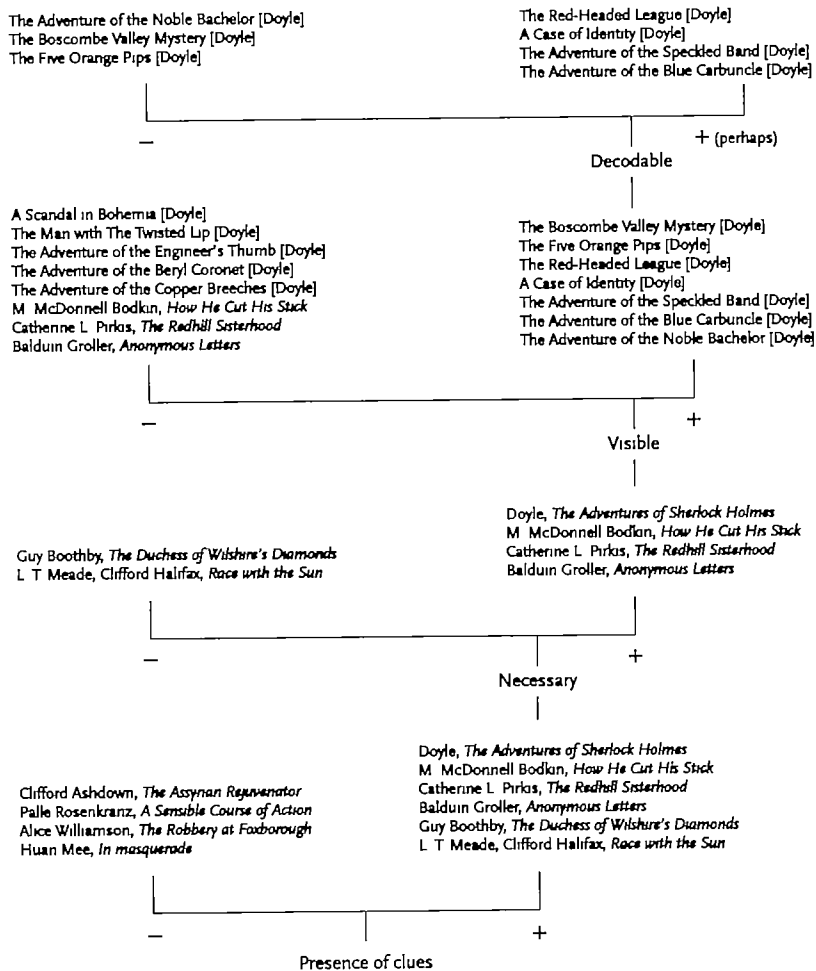 The Adventure of the Noble Bachelor [Doyle]
The Boscombe Valley Mystery [Doyle]
The Five Orange Pips [Doyle]
The Red-Headed League [Doyle]
A Case of Identity [Doyle]
The Adventure of the Speckled Band [Doyle]
The Adventure of the Blue Carbuncle [Doyle]
−
+ (perhaps)
Decodable
A Scandal in Bohemia [Doyle]
The Man with The Twisted Lip [Doyle]
The Adventure of the Engineer's Thumb [Doyle]
The Adventure of the Beryl Coronet [Doyle]
The Adventure of the Copper Breeches [Doyle]
M McDonnell Bodkin, How He Cut His Stick
Catherine L Pirkis, The Redhill Sisterhood
Balduin Groller, Anonymous Letters
The Boscombe Valley Mystery [Doyle]
The Five Orange Pips [Doyle]
The Red-Headed League [Doyle]
A Case of Identity [Doyle]
The Adventure of the Speckled Band [Doyle]
The Adventure of the Blue Carbuncle [Doyle]
The Adventure of the Noble Bachelor [Doyle]
−
+
Visible
Guy Boothby, The Duchess of Wilshire's Diamonds
L T Meade, Clifford Halifax, Race with the Sun
Doyle, The Adventures of Sherlock Holmes
M McDonnell Bodkin, How He Cut His Stick
Catherine L Pirkis, The Redhill Sisterhood
Balduin Groller, Anonymous Letters
−
+
Necessary
Clifford Ashdown, The Assyrian Rejuvenator
Palle Rosenkranz, A Sensible Course of Action
Alice Williamson, The Robbery at Foxborough
Huan Mee, In masquerade
Doyle, The Adventures of Sherlock Holmes
M McDonnell Bodkin, How He Cut His Stick
Catherine L Pirkis, The Redhill Sisterhood
Balduin Groller, Anonymous Letters
Guy Boothby, The Duchess of Wilshire's Diamonds
L T Meade, Clifford Halifax, Race with the Sun
−
+
Presence of clues